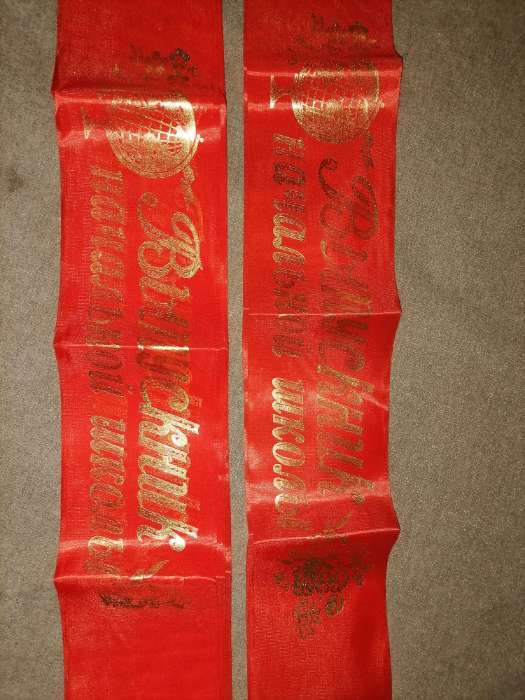 Выпускник
начальной школы
Выпускник
начальной школы